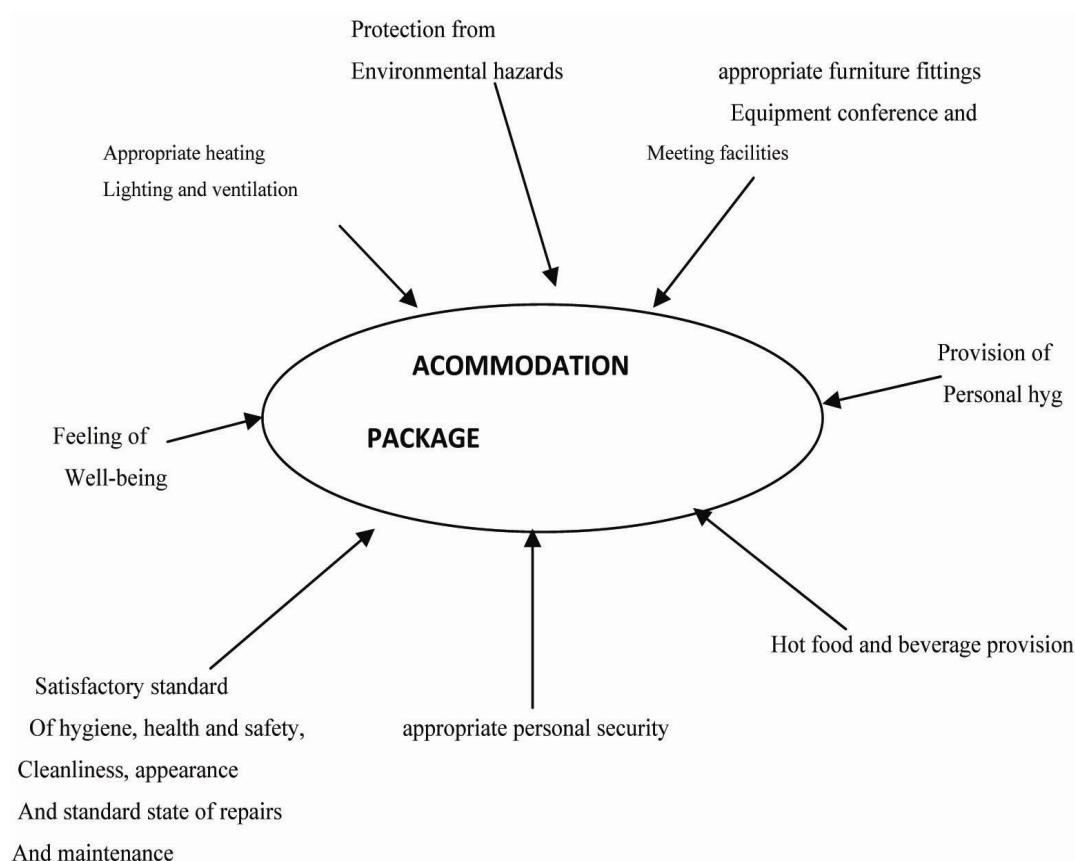 Protection from
Environmental hazards
appropriate furniture fittings
Equipment conference and
Meeting facilities
Appropriate heating
Lighting and ventilation
ACOMMODATION
PACKAGE
Provision of
Personal hyg
Feeling of
Well-being
Hot food and beverage provision
Satisfactory standard
Of hygiene, health and safety,
Cleanliness, appearance
And standard state of repairs
And maintenance
appropriate personal security